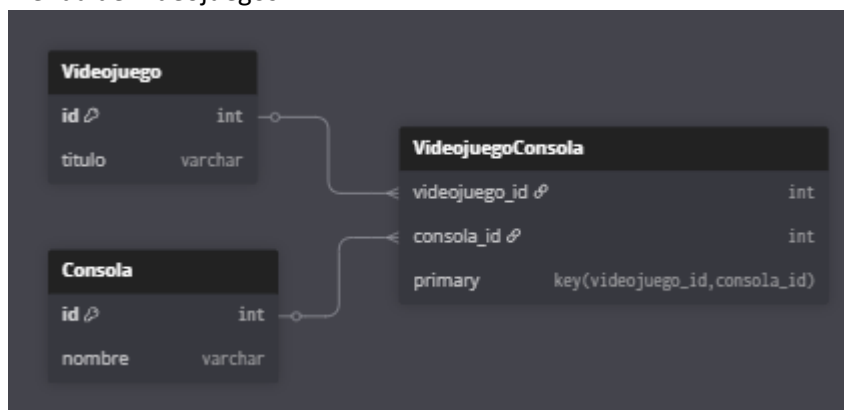 Videojuego
id int
titulo varchar
Consola
id int
nombre varchar
VideojuegoConsola
videojuego_id int
consola_id int
primary key(videojuego_id,consola_id)